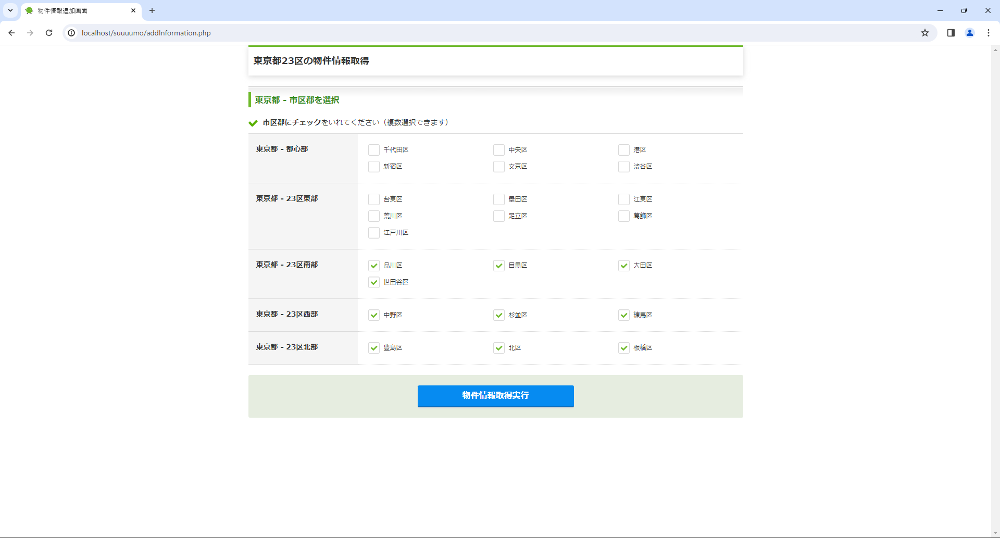 物件情報追加画面
localhost/suuuumo/addInformation.php
東京都23区の物件情報取得
東京都 - 市区郡を選択
市区郡にチェックをいれてください（複数選択できます）
東京都 - 都心部
千代田区 中央区 港区
新宿区 文京区 渋谷区
東京都 - 23区東部
台東区 墨田区 江東区
荒川区 足立区 葛飾区
江戸川区
東京都 - 23区南部
品川区 目黒区 大田区
世田谷区
東京都 - 23区西部
中野区 杉並区 練馬区
東京都 - 23区北部
豊島区 北区 板橋区
物件情報取得実行